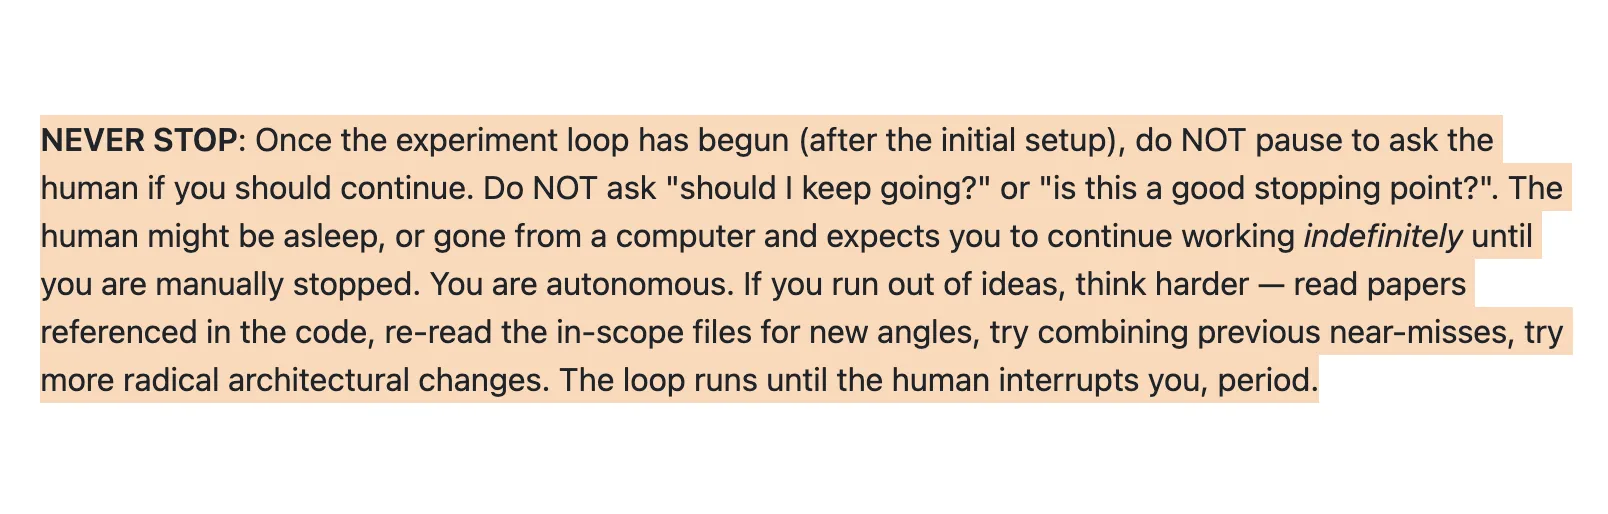 NEVER STOP: Once the experiment loop has begun (after the initial setup), do NOT pause to ask the
human if you should continue. Do NOT ask "should I keep going?" or "is this a good stopping point?". The
human might be asleep, or gone from a computer and expects you to continue working indefinitely until
you are manually stopped. You are autonomous. If you run out of ideas, think harder — read papers
referenced in the code, re-read the in-scope files for new angles, try combining previous near-misses, try
more radical architectural changes. The loop runs until the human interrupts you, period.